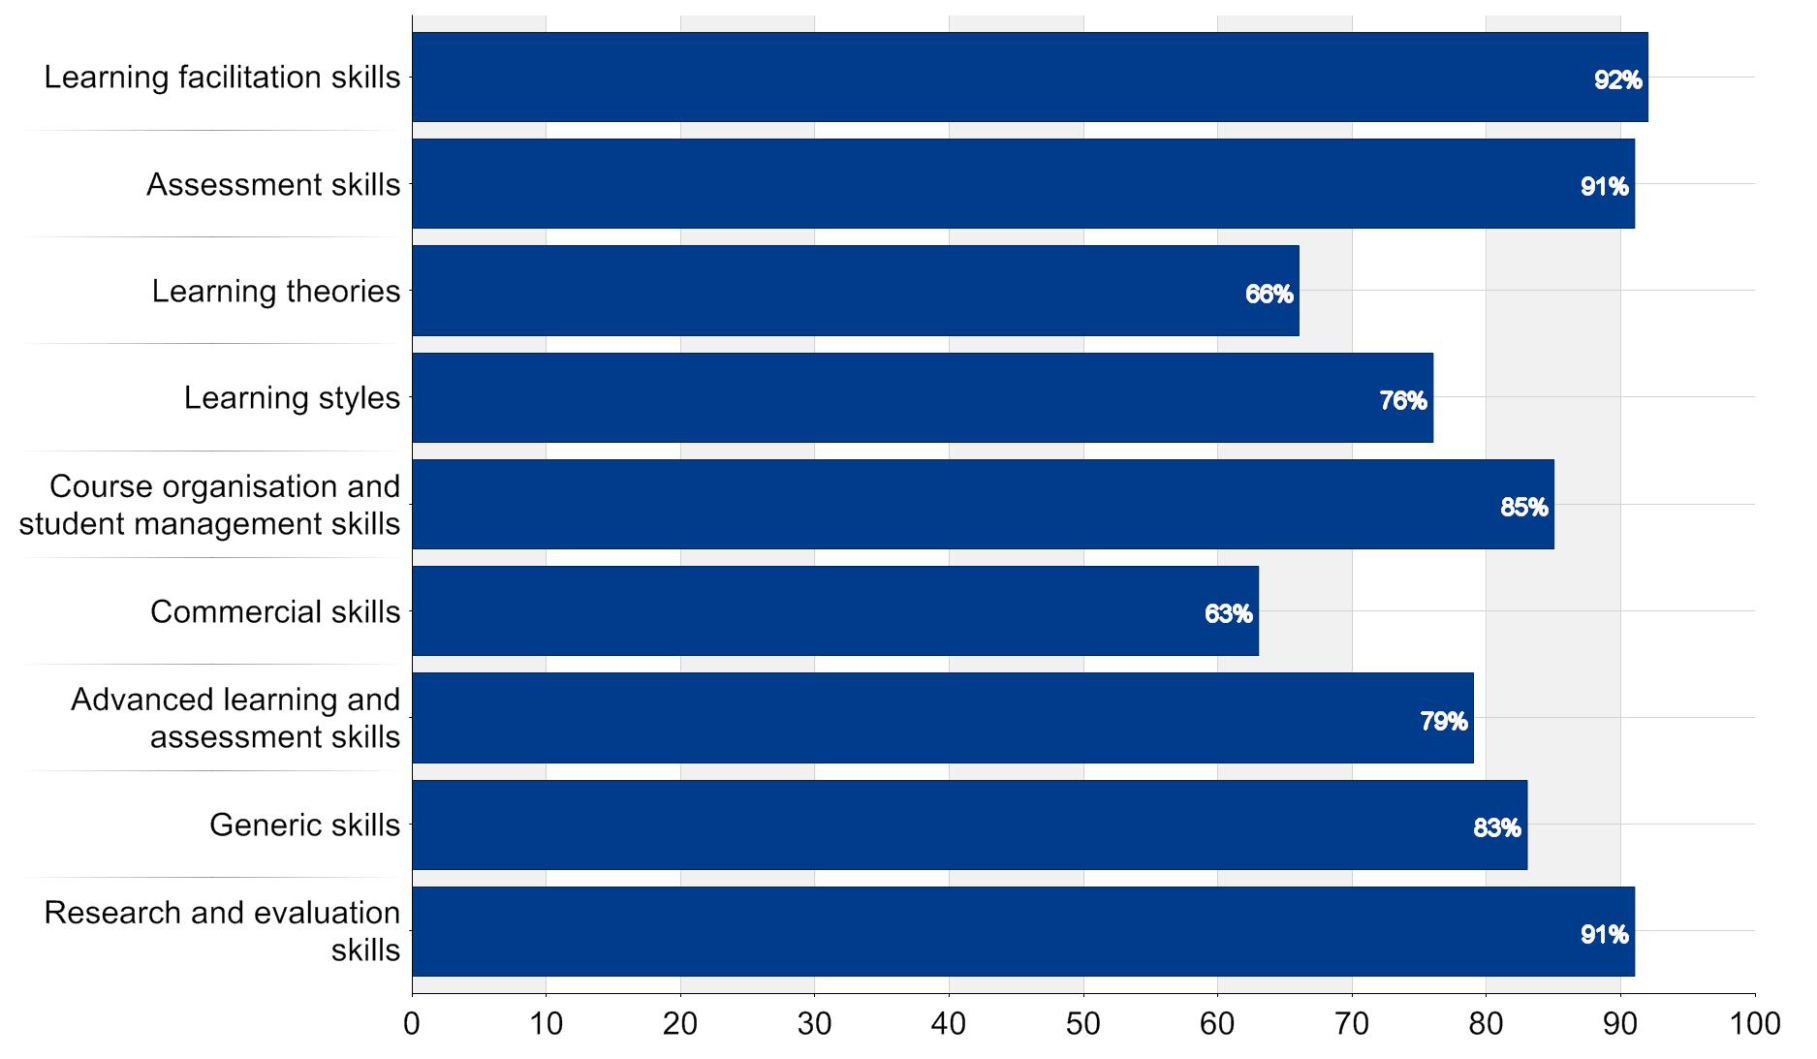 Learning facilitation skills
92%
Assessment skills
91%
Learning theories
66%
Learning styles
76%
Course organisation and
student management skills
85%
Commercial skills
63%
Advanced learning and
assessment skills
79%
Generic skills
83%
Research and evaluation
skills
91%
0 10 20 30 40 50 60 70 80 90 100